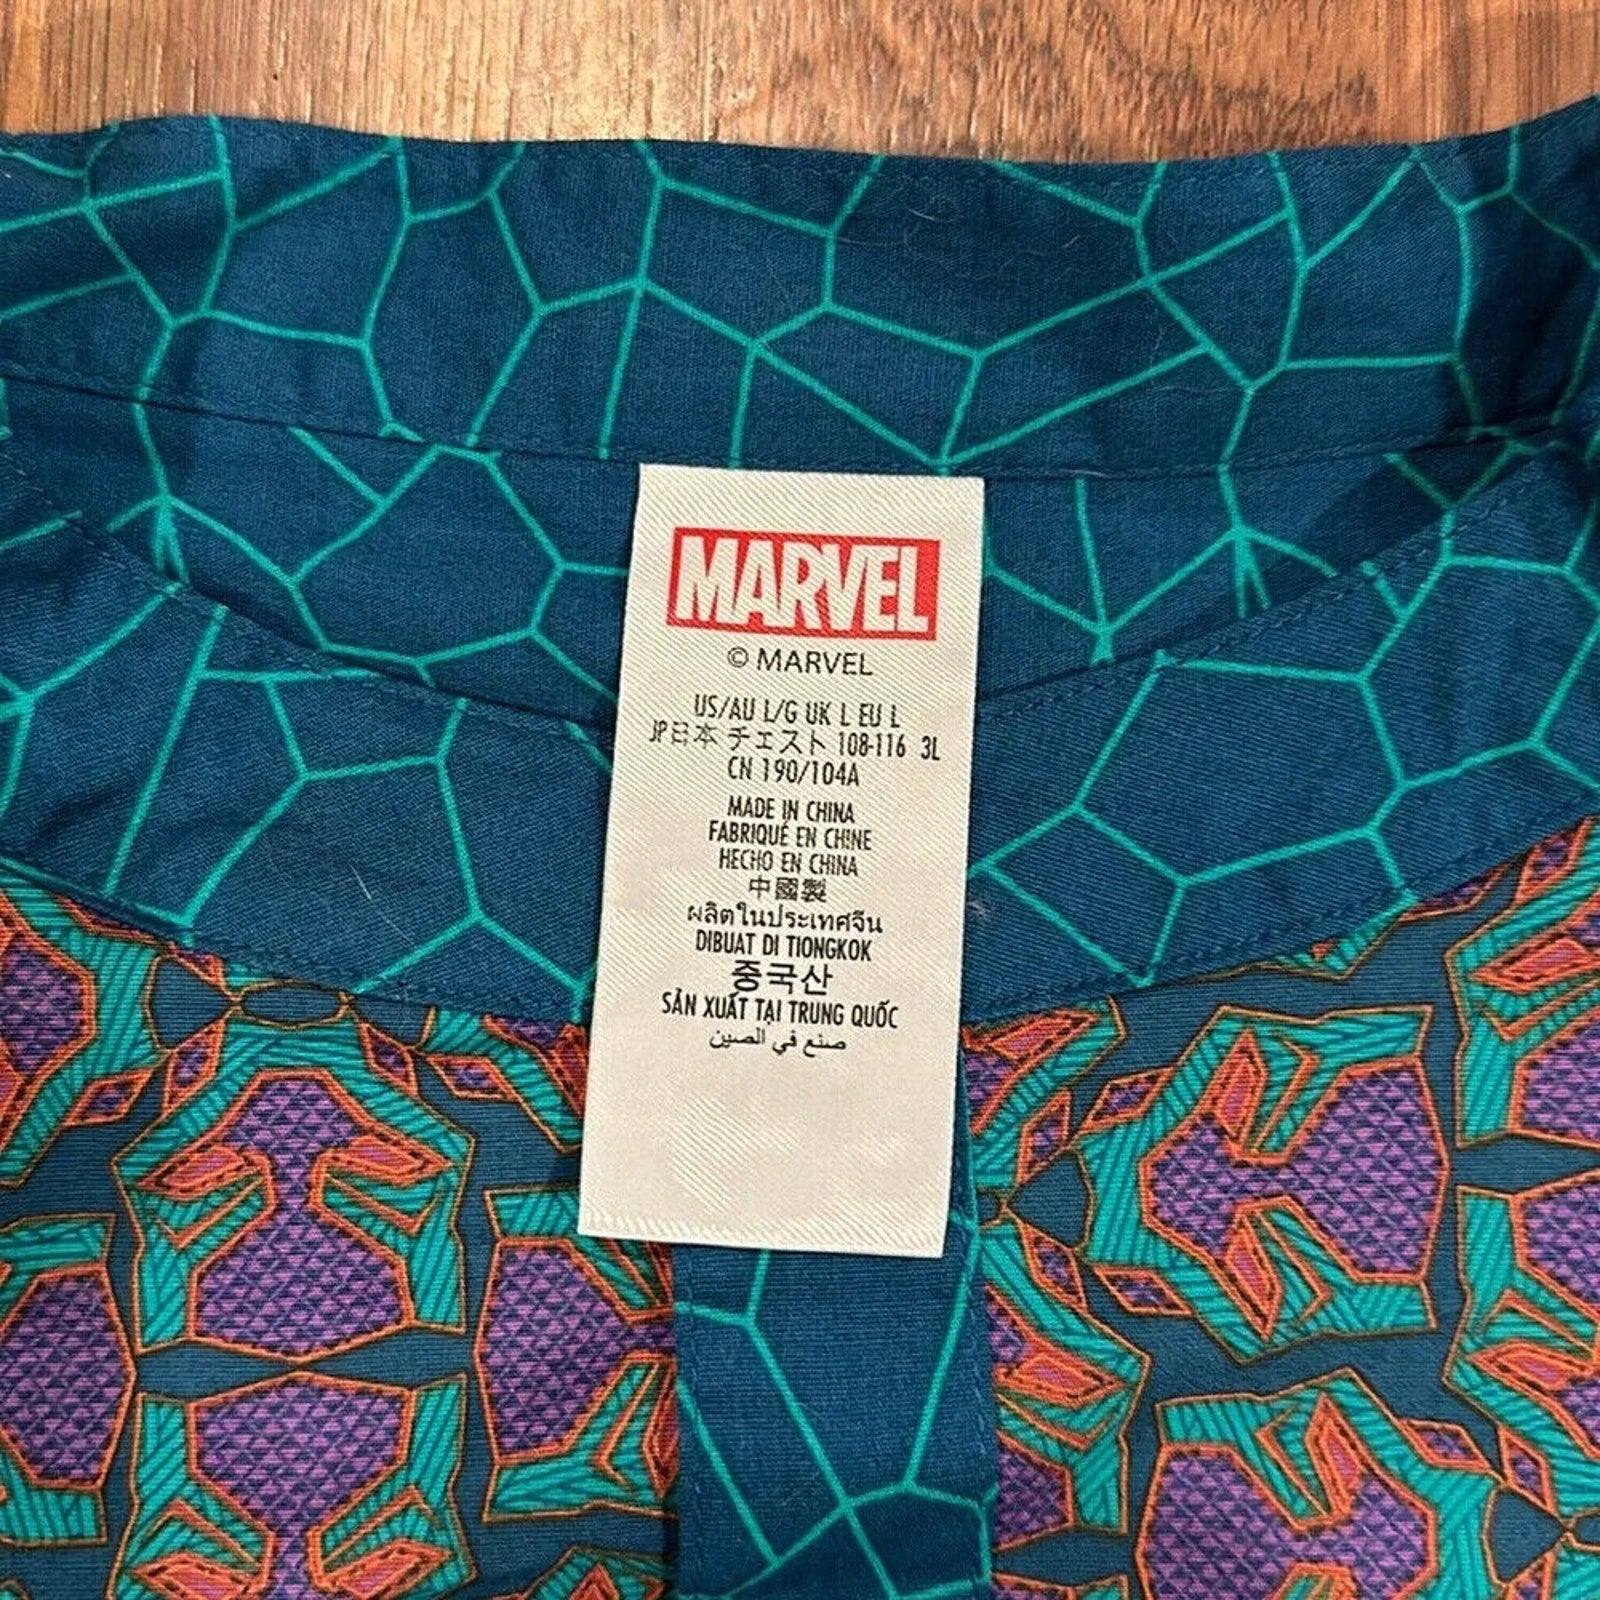 MARVEL
© MARVEL
US/AU L/G UK L EU L
JP日本 チェスト 108-116 3L
CN 190/104A
MADE IN CHINA
FABRIQUÉ EN CHINE
HECHO EN CHINA
中國製
ผลิตในประเทศจีน
DIBUAT DI TIONGKOK
중국산
SẢN XUẤT TẠI TRUNG QUỐC
صنع في الصين